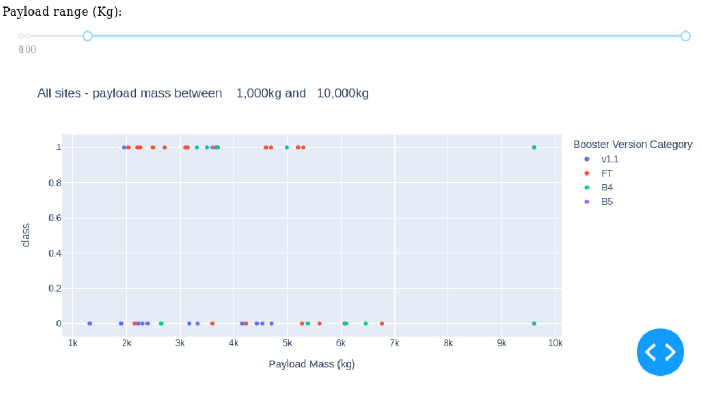 Payload range (Kg):
All sites - payload mass between 1,000kg and 10,000kg
Booster Version Category
v1.1
FT
B4
B5
class
1
0.8
0.6
0.4
0.2
0
1k 2k 3k 4k 5k 6k 7k 8k 9k 10k
Payload Mass (kg)